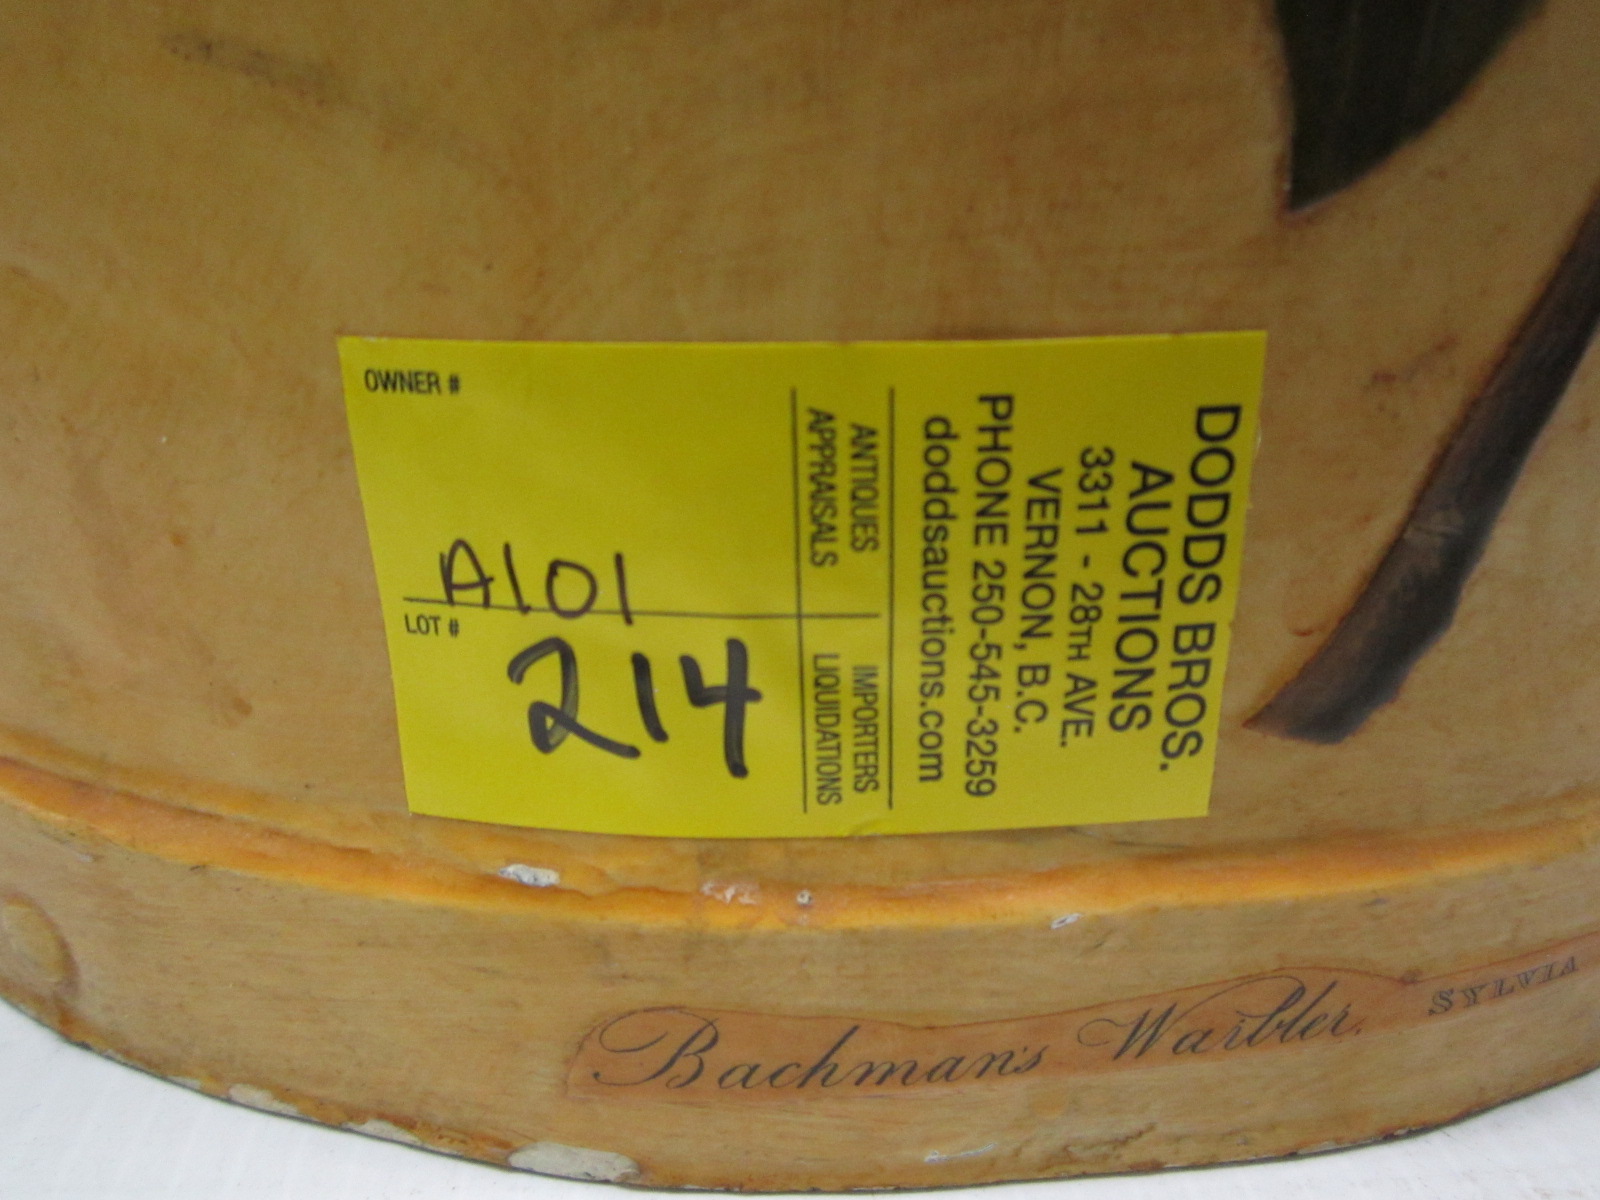 DODDS BROS.
AUCTIONS
3311 - 28TH AVE.
VERNON, B.C.
PHONE 250-545-3259
doddsauctions.com
ANTIQUES IMPORTERS
APPRAISALS LIQUIDATIONS
OWNER #
A101
LOT #
214
Bachman's Warbler. SYLVIA